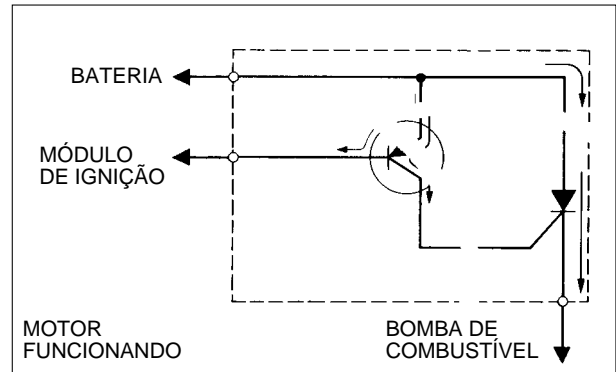 BATERIA
MÓDULO
DE IGNIÇÃO
MOTOR
FUNCIONANDO
BOMBA DE
COMBUSTÍVEL